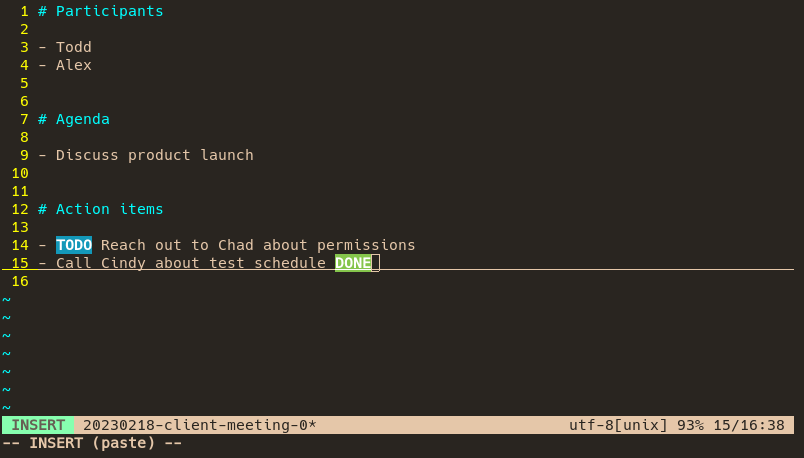 1 # Participants
2
3 - Todd
4 - Alex
5
6
7 # Agenda
8
9 - Discuss product launch
10
11
12 # Action items
13
14 - TODO Reach out to Chad about permissions
15 - Call Cindy about test schedule DONE
16
~
~
~
~
~
~
~
INSERT 20230218-client-meeting-0* utf-8[unix] 93% 15/16:38
-- INSERT (paste) --